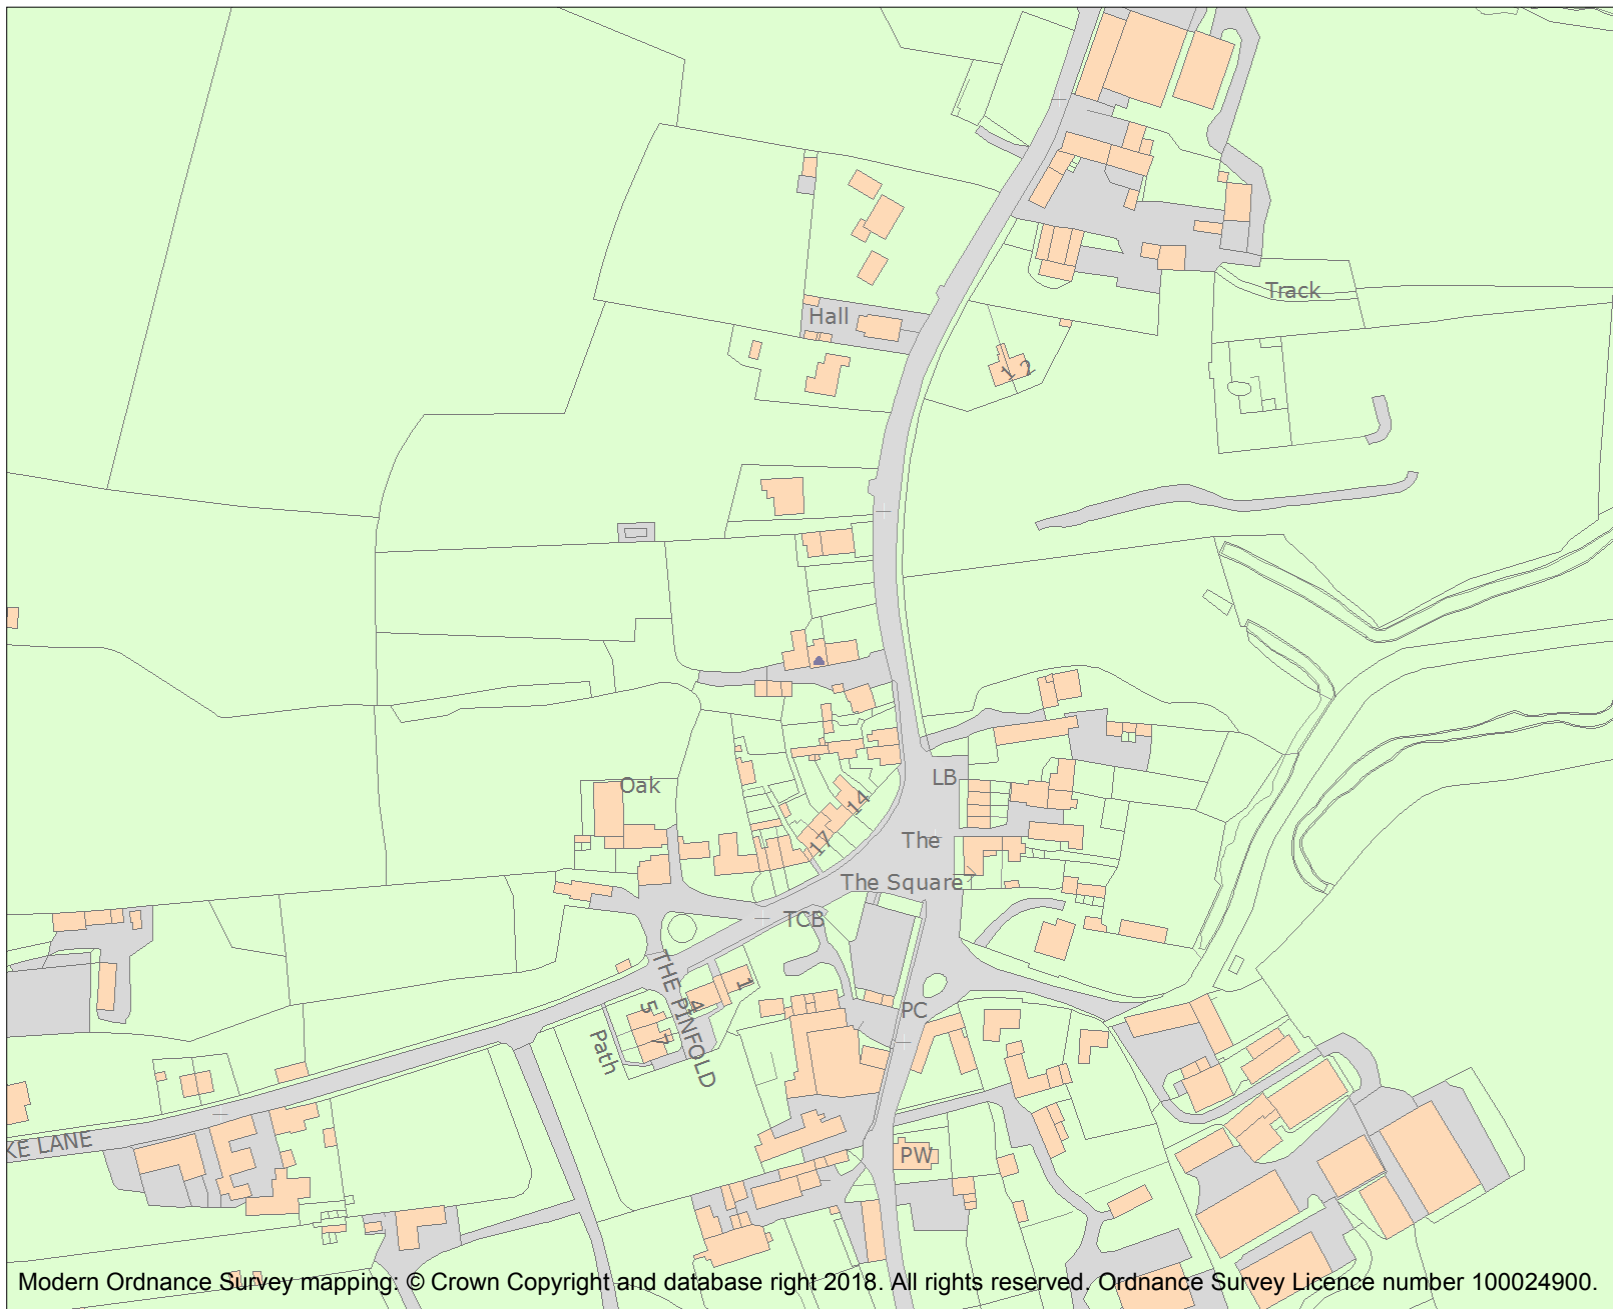 Track
Hall
1 2
LB
Oak
14
The
17
The Square
TCB
1
4
5
7
THE PINFOLD
PC
Path
KE LANE
PW
Modern Ordnance Survey mapping: © Crown Copyright and database right 2018. All rights reserved. Ordnance Survey Licence number 100024900.